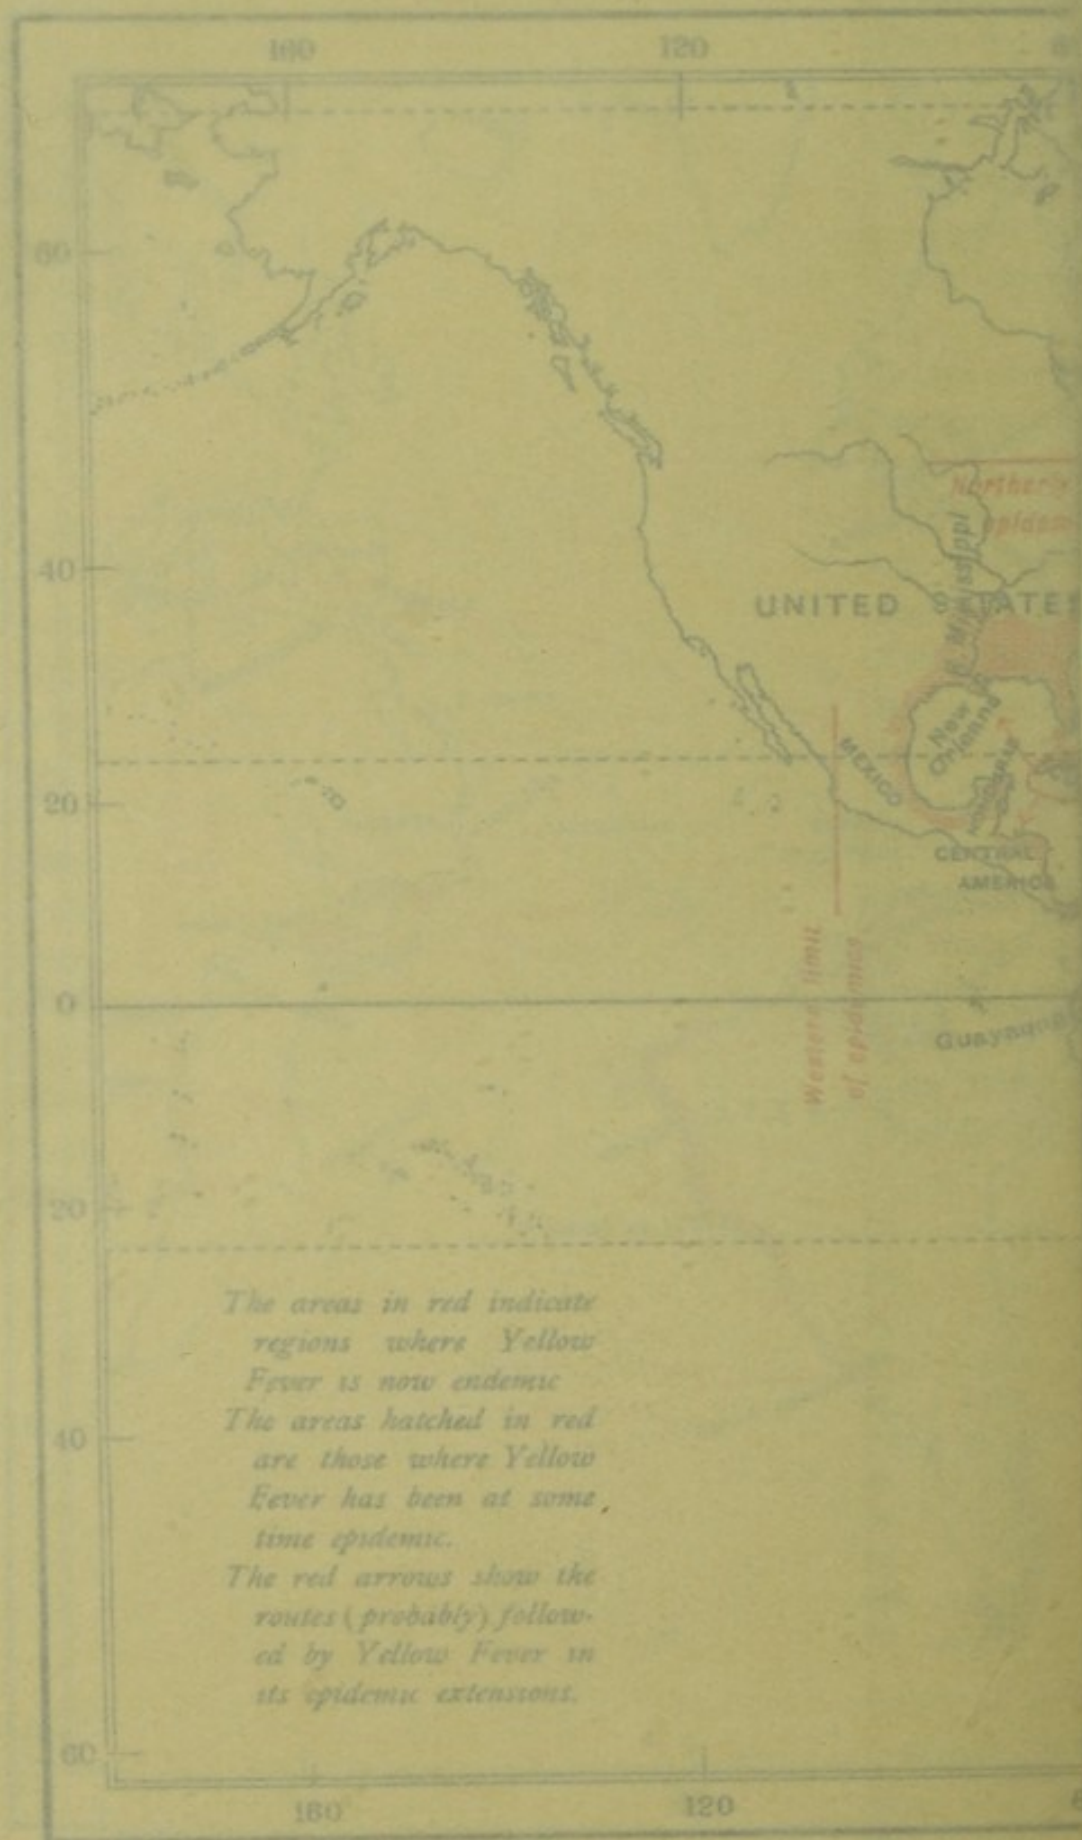 160 120
60
Norther
epidem
R. Mississippi
40
UNITED STATES
New
Orleans
MEXICO
20
CENTRAL
AMERICA
Western limit
of epidemics
0
Guayaquil
20
The areas in red indicate
regions where Yellow
Fever is now endemic
The areas hatched in red
are those where Yellow
Fever has been at some
time epidemic.
The red arrows show the
routes (probably) follow-
ed by Yellow Fever in
its epidemic extensions.
40
60
160 120